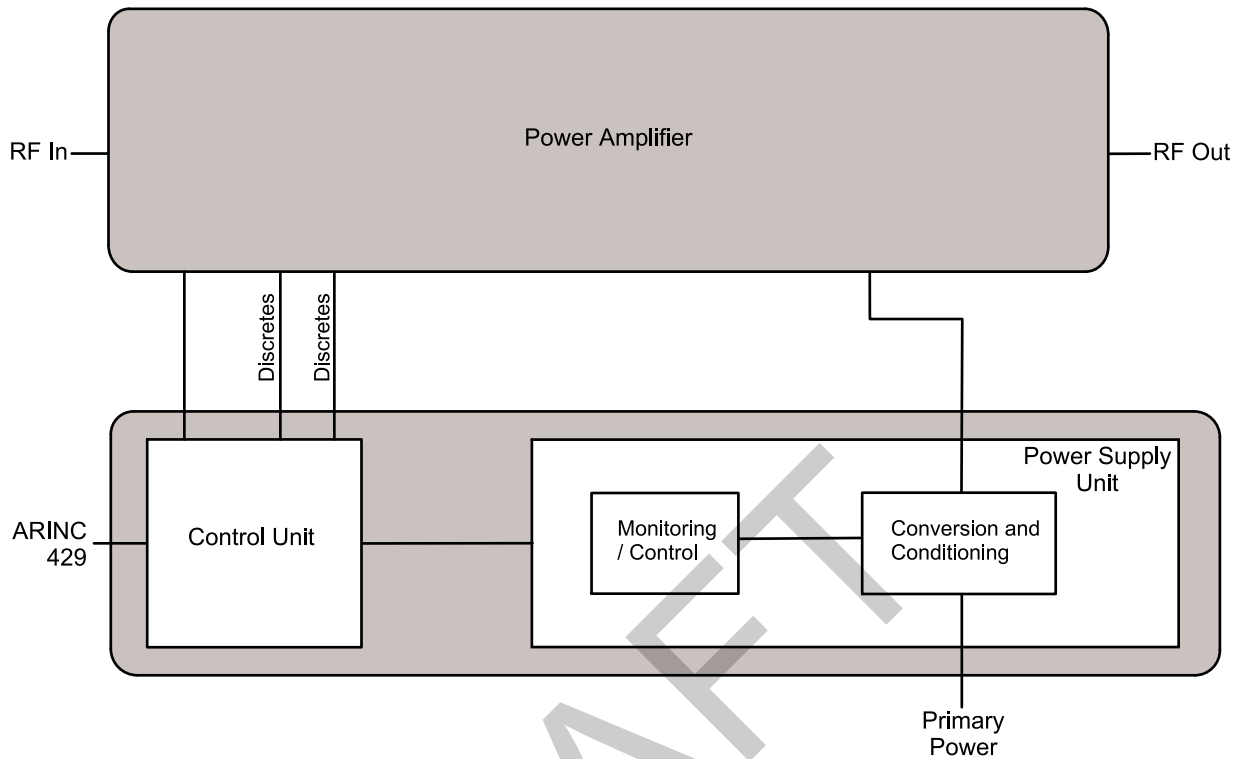 Power Amplifier
RF In
RF Out
Discretes
Discretes
Power Supply
Unit
ARINC
429
Control Unit
Monitoring
/ Control
Conversion and
Conditioning
Primary
Power